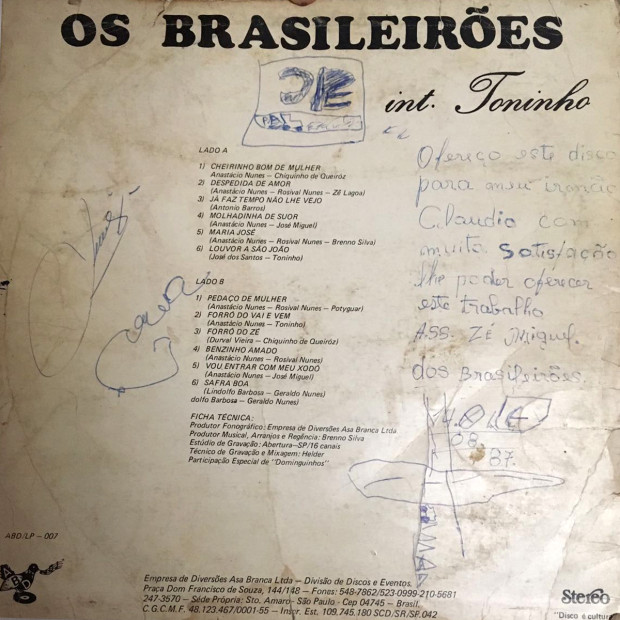 OS BRASILEIRÕES
int. Toninho
Ofereço este disco
para meu irmão
Claudio com
muita satisfação
lhe poder oferecer
este trabalho
ASS. Zé Miguel.
dos Brasileirões.
08.
87.
LADO A
1) CHEIRINHO BOM DE MULHER
Anastácio Nunes – Chiquinho de Queiroz
2) DESPEDIDA DE AMOR
(Anastácio Nunes – Rosival Nunes – Zê Lagoa)
3) JÁ FAZ TEMPO NÃO LHE VEJO
(Antonio Barros)
4) MOLHADINHA DE SUOR
(Anastácio Nunes – José Miguel)
5) MARIA JOSÉ
(Anastácio Nunes – Rosival Nunes – Brenno Silva)
6) LOUVOR A SÃO JOÃO
(José dos Santos – Toninho)
LADO B
1) PEDAÇO DE MULHER
(Anastácio Nunes – Rosival Nunes – Potyguar)
2) FORRÓ DO VAI E VEM
(Anastácio Nunes – Toninho)
3) FORRÓ DO ZÉ
(Durval Vieira – Chiquinho de Queiróz)
4) BENZINHO AMADO
(Anastácio Nunes – Rosival Nunes)
5) VOU ENTRAR COM MEU XODÓ
(Anastácio Nunes – José Miguel)
6) SAFRA BOA
(Lindolfo Barbosa – Geraldo Nunes)
dolfo Barbosa – Geraldo Nunes)
FICHA TÉCNICA:
Produtor Fonográfico: Empresa de Diversões Asa Branca Ltda
Produtor Musical, Arranjos e Regência: Brenno Silva
Estúdio de Gravação: Abertura–SP/16 canais
Técnico de Gravação e Mixagem: Helder
Participação Especial de "Dominguinhos"
ABD/LP – 007
Empresa de Diversões Asa Branca Ltda – Divisão de Discos e Eventos,
Praça Dom Francisco de Souza, 144/148 – Fones: 548-7862/523-0999-210-5681
247-3570 – Séde Própria: Sto. Amaro- São Paulo - Cep 04745 – Brasil,
C.G.C.M.F. 48.123.467/0001-55 – Inscr. Est. 109.745.180 SCD/SR/SP.042
Stereo
"Disco é cultura